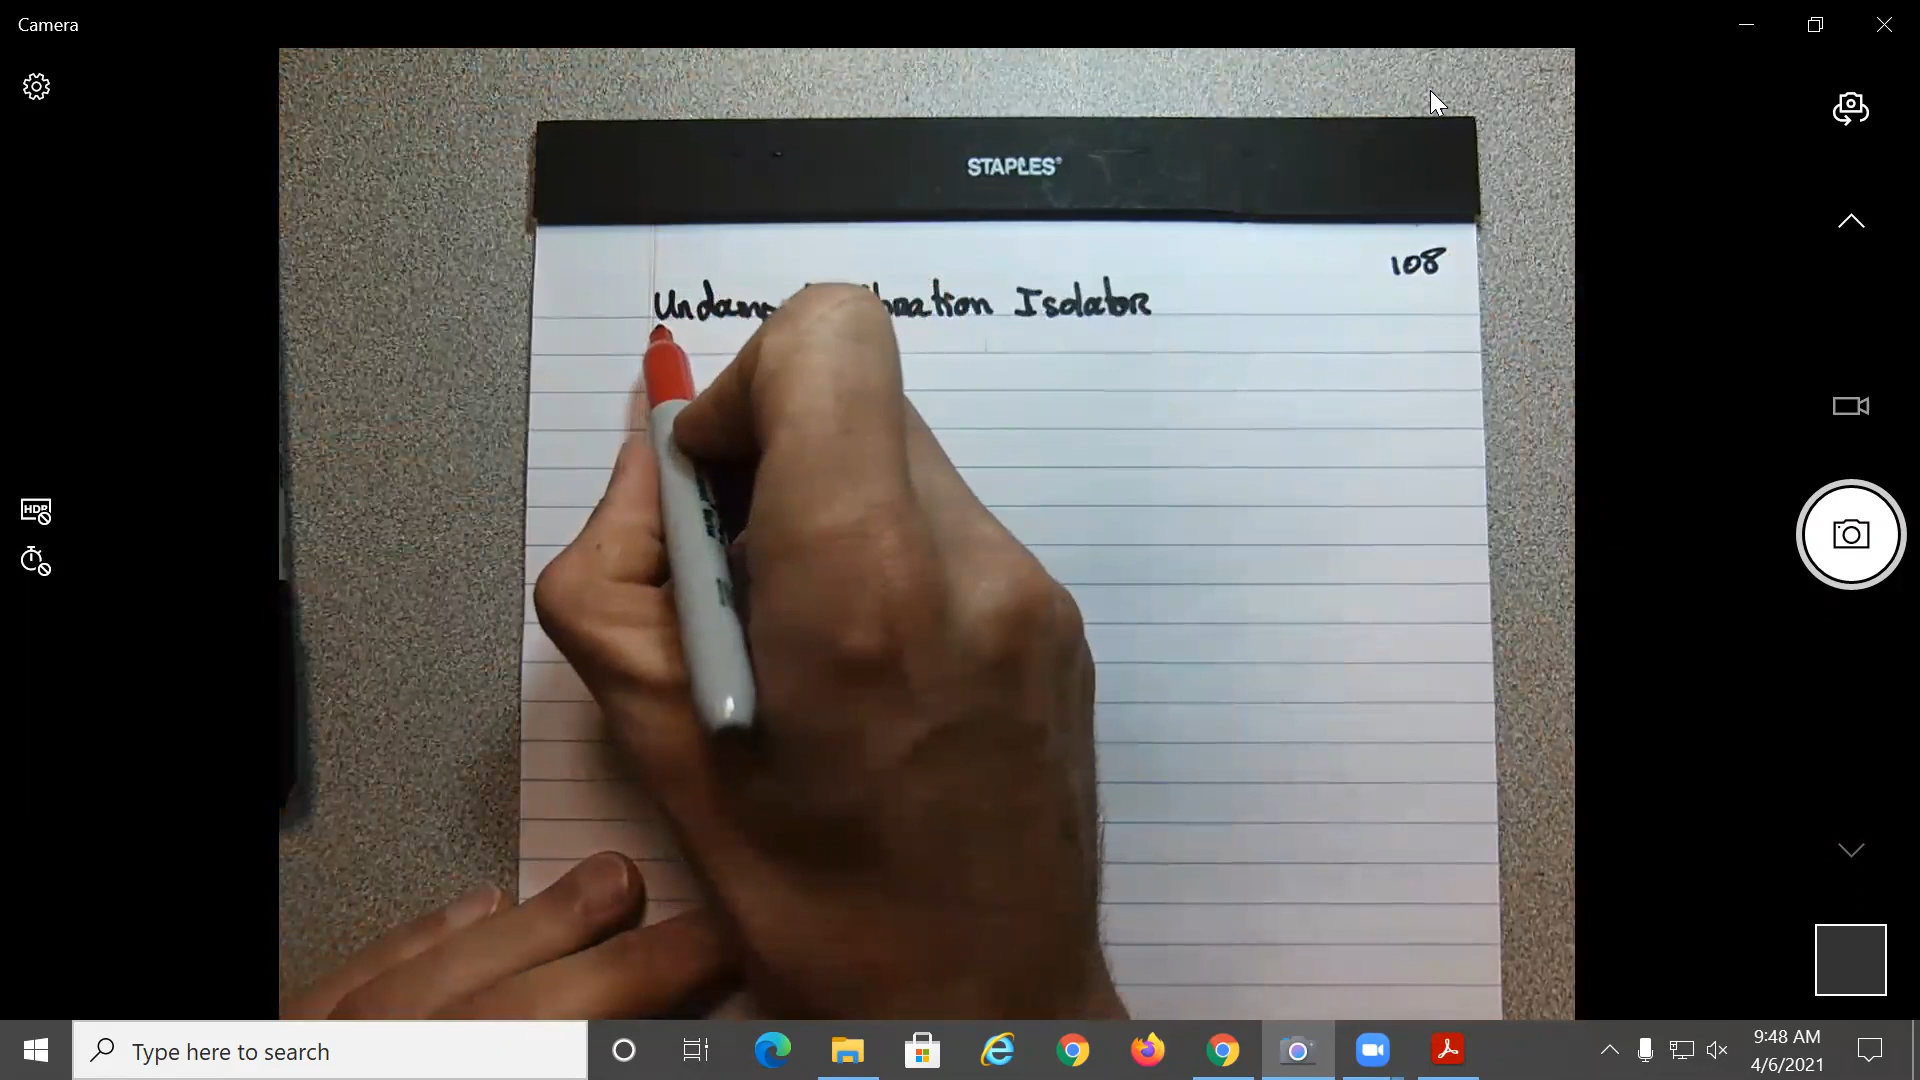 Camera
STAPLES
108
Isolator
Type here to search
9:48 AM
4/6/2021